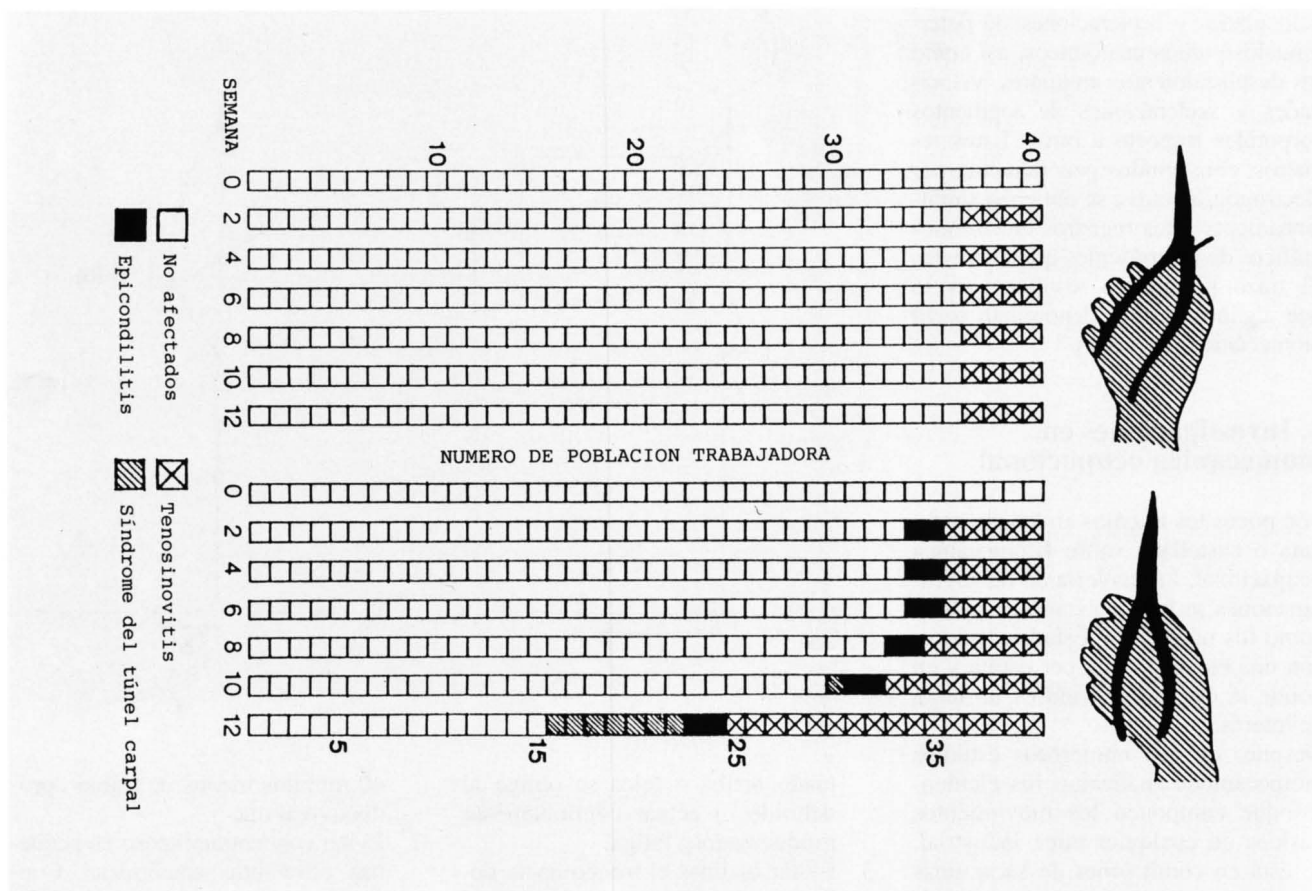 40
30
20
10
35
25
15
5
NUMERO DE POBLACION TRABAJADORA
SEMANA
0 2 4 6 8 10 12
0 2 4 6 8 10 12
No afectados
Tenosinovitis
Epicondilitis
Síndrome del túnel carpal